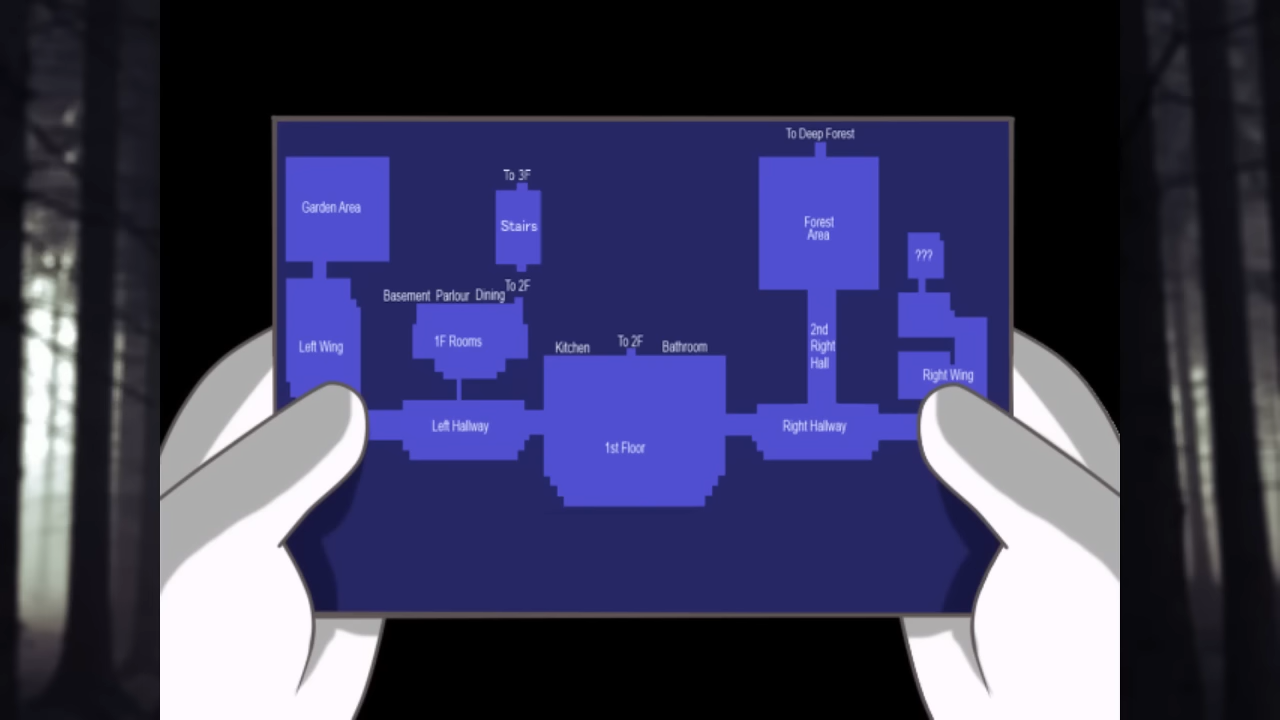 To Deep Forest
To 3F
Garden Area
Stairs
Forest
Area
???
To 2F
Basement Parlour Dining
1F Rooms
Left Wing
Kitchen
To 2F
Bathroom
2nd
Right
Hall
Right Wing
Left Hallway
1st Floor
Right Hallway